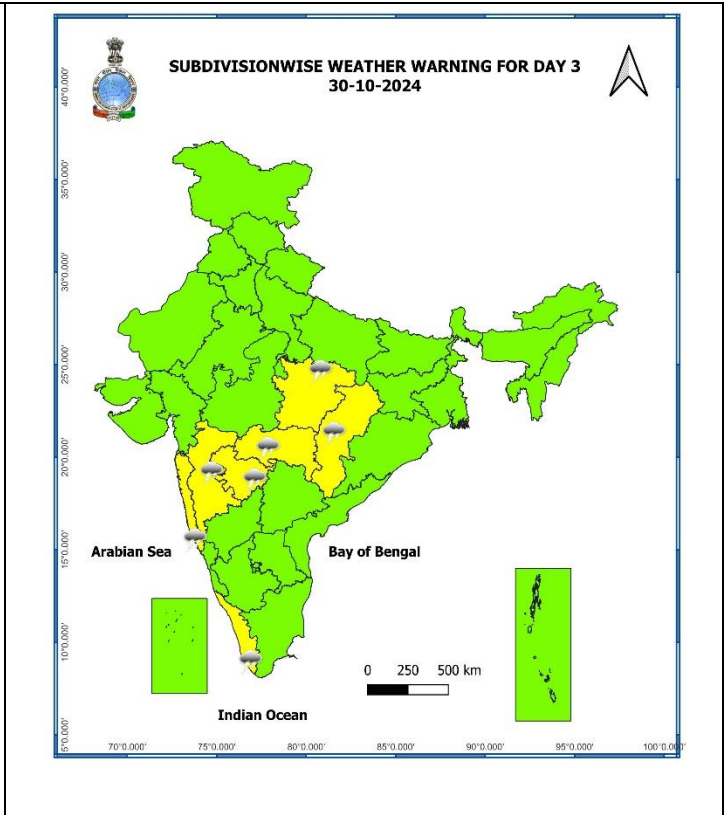 SUBDIVISIONWISE WEATHER WARNING FOR DAY 3
30-10-2024
40°0.000'
35°0.000'
30°0.000'
25°0.000'
20°0.000'
15°0.000'
10°0.000'
5°0.000'
Arabian Sea
Bay of Bengal
0 250 500 km
Indian Ocean
70°0.000' 75°0.000' 80°0.000' 85°0.000' 90°0.000' 95°0.000' 100°0.000'